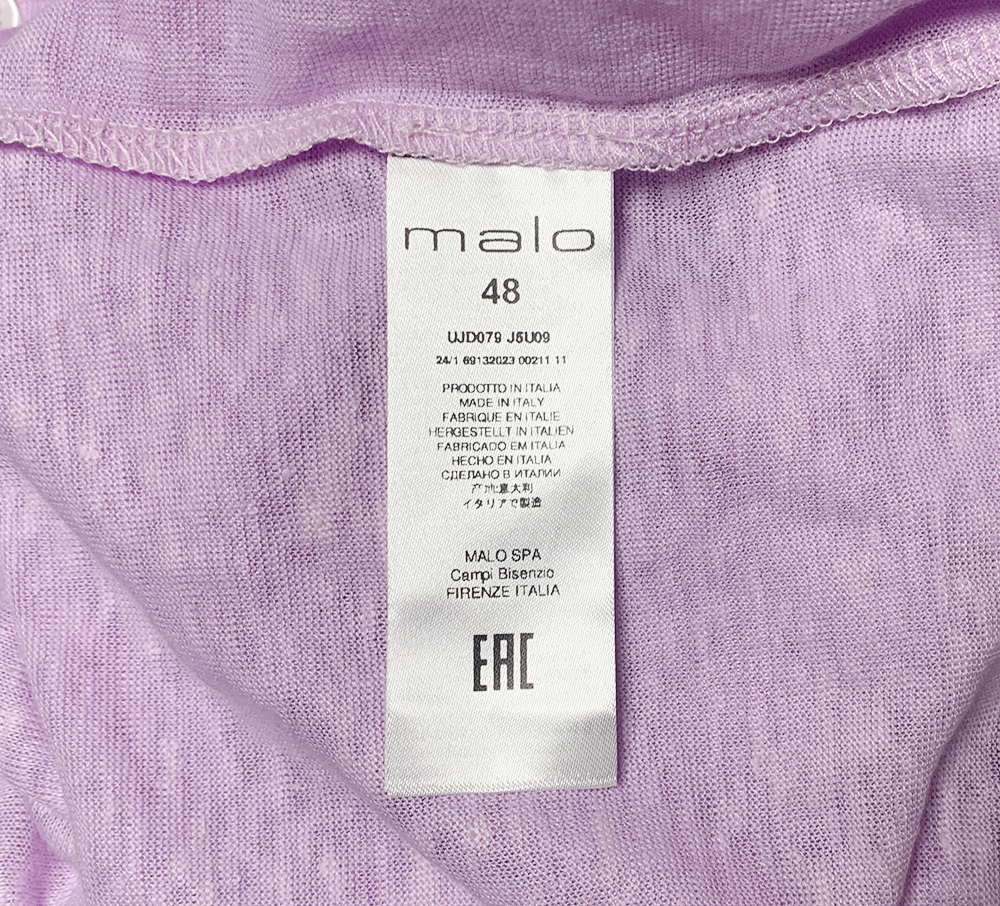 malo
48
UJD079 J5U09
24/1 69132023 00211 11
PRODOTTO IN ITALIA
MADE IN ITALY
FABRIQUE EN ITALIE
HERGESTELLT IN ITALIEN
FABRICADO EM ITALIA
HECHO EN ITALIA
СДЕЛАНО В ИТАЛИИ
产地:意大利
イタリアで製造
MALO SPA
Campi Bisenzio
FIRENZE ITALIA
EAC